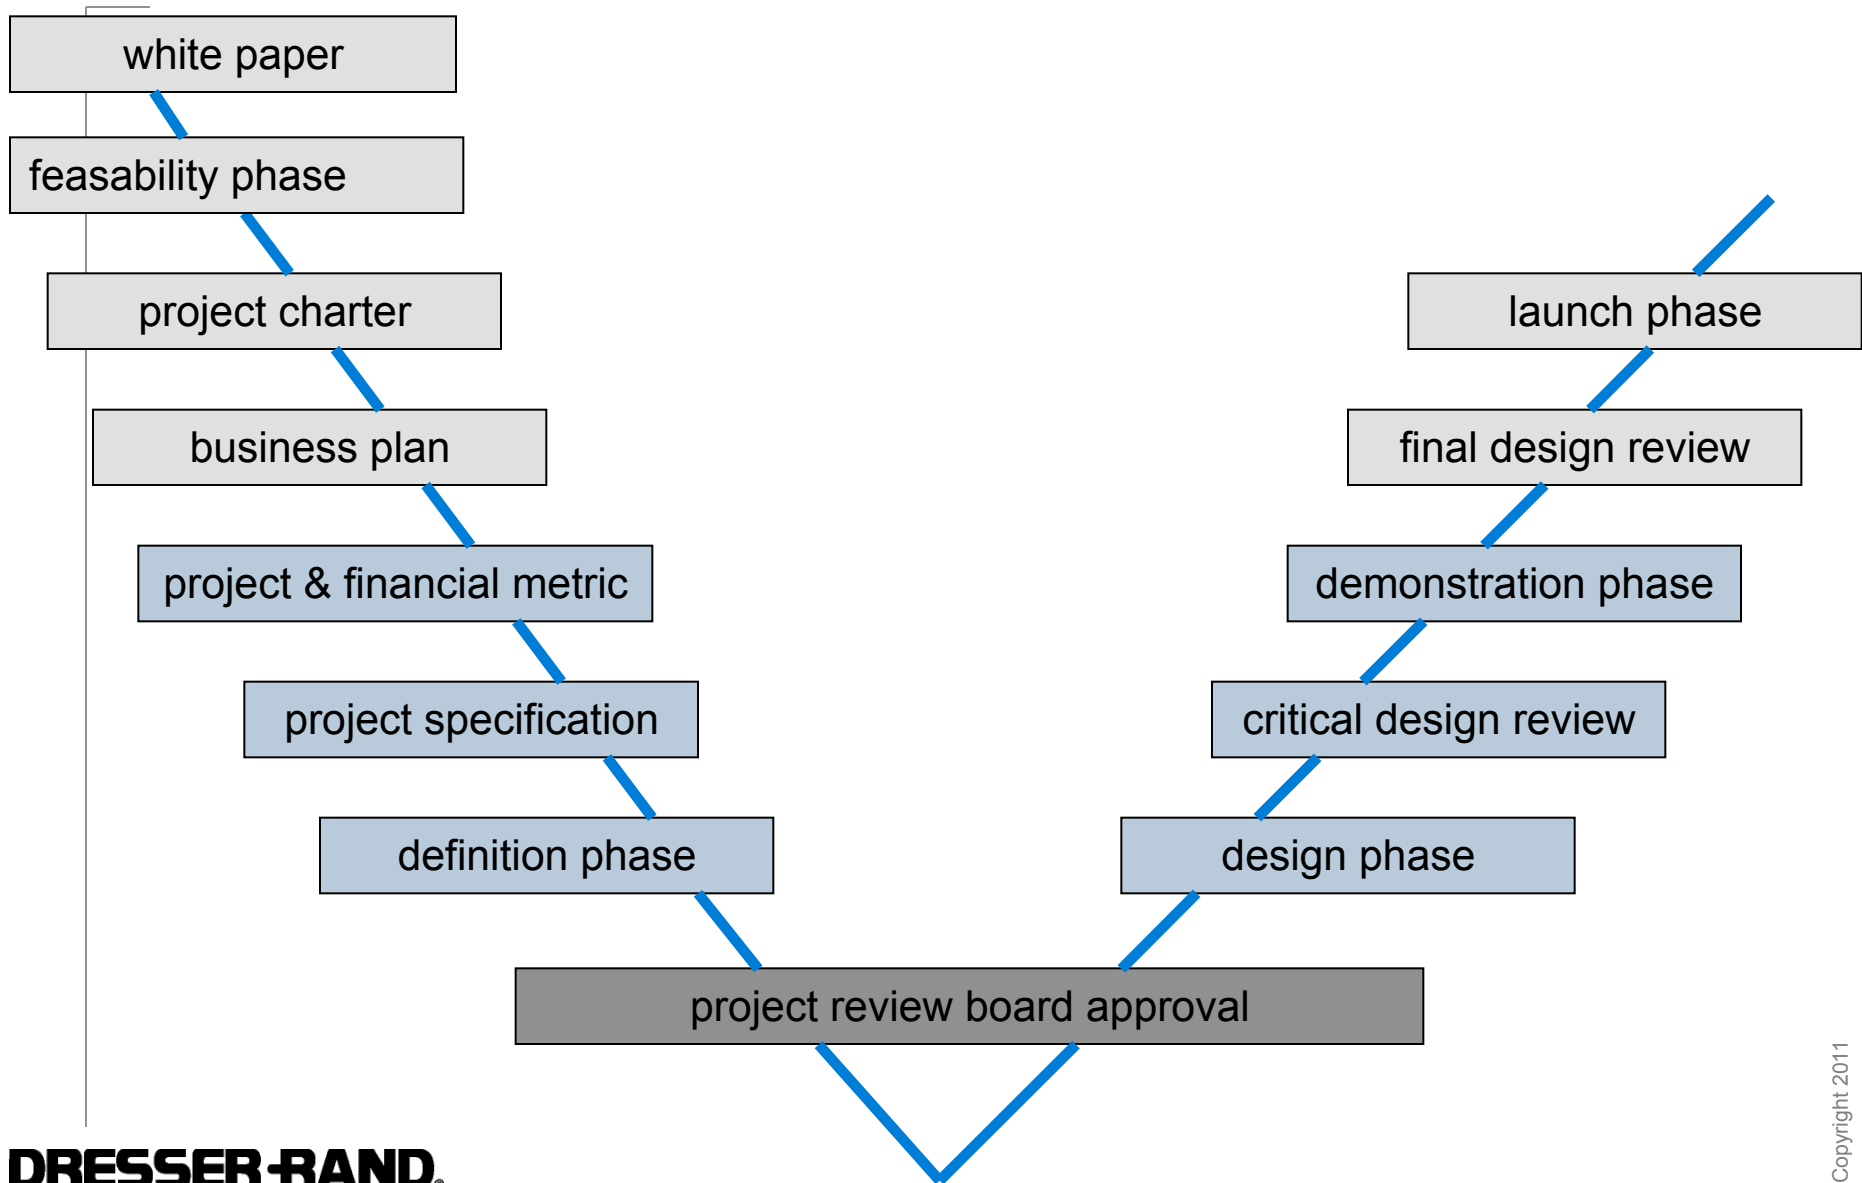 white paper
feasability phase
project charter
launch phase
business plan
final design review
project & financial metric
demonstration phase
project specification
critical design review
definition phase
design phase
project review board approval
Copyright 2011
DRESSER-RAND®